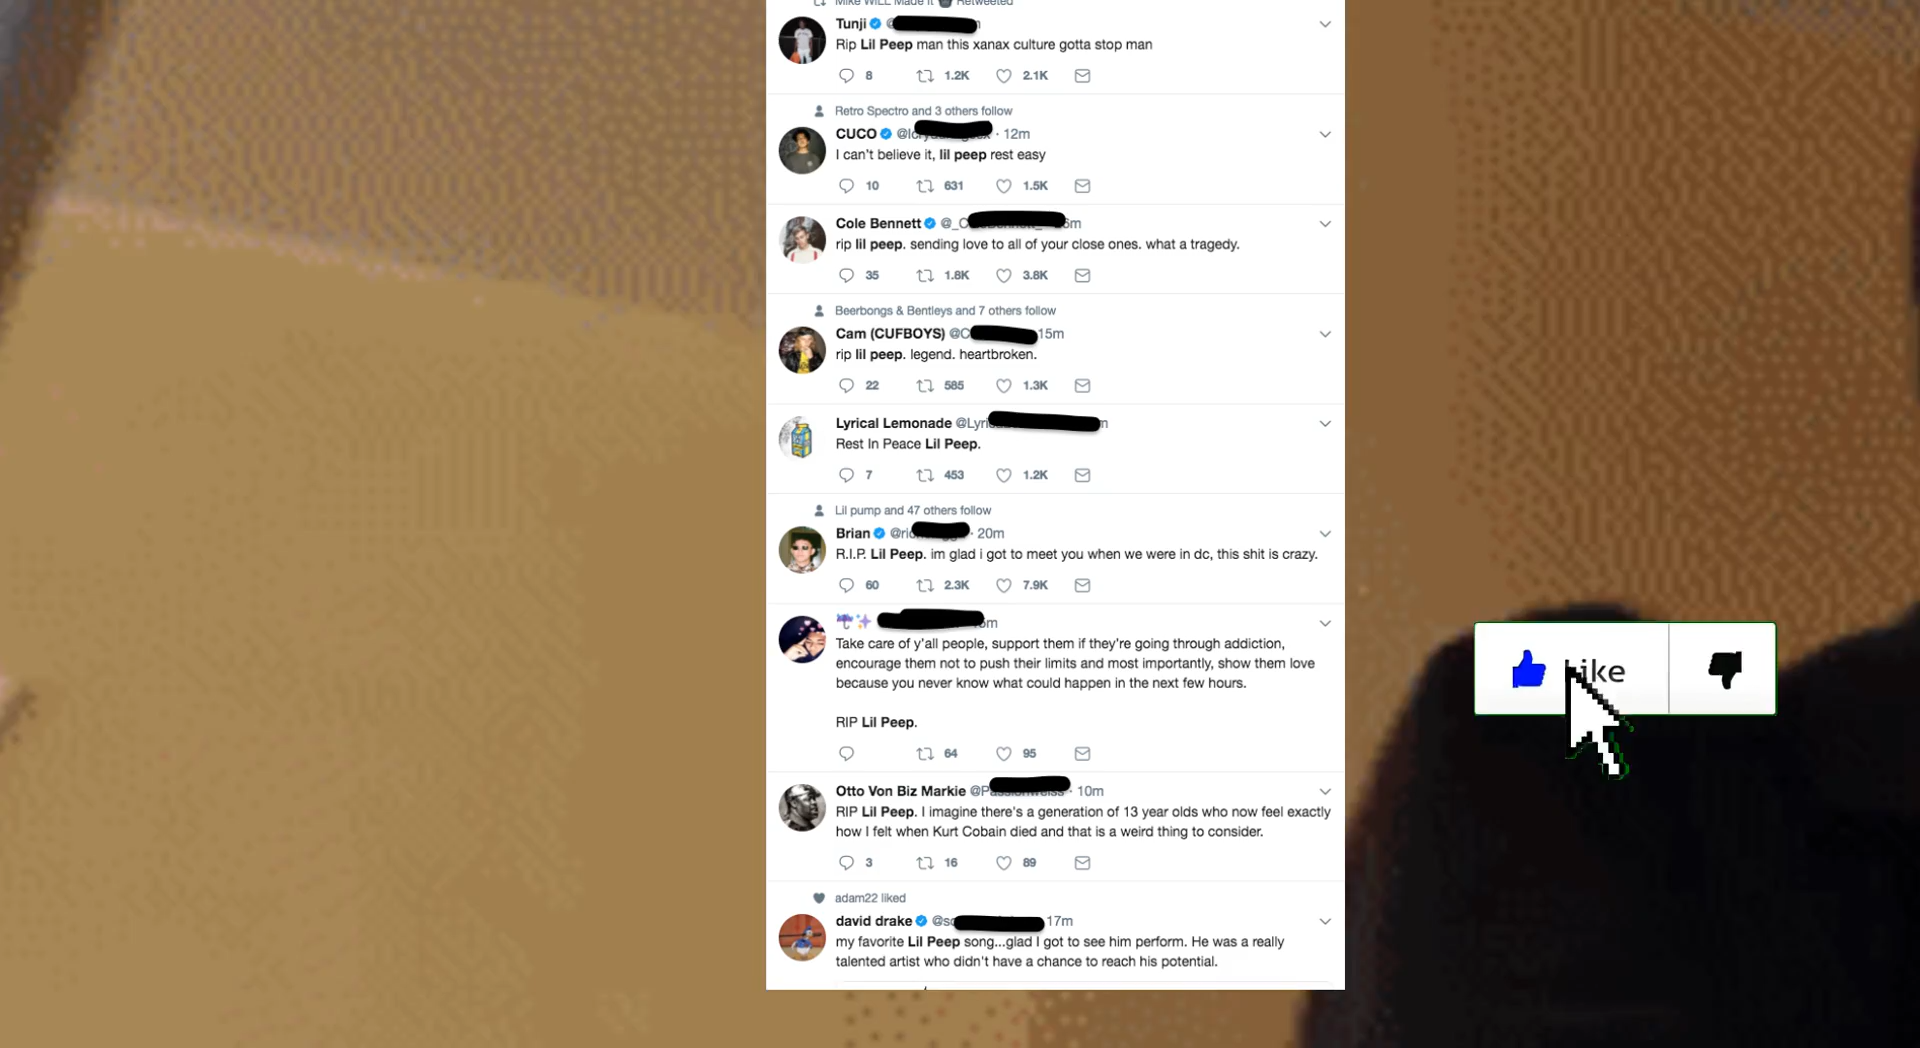 Mike WiLL Made It Retweeted
Tunji @
Rip Lil Peep man this xanax culture gotta stop man
8 1.2K 2.1K
Retro Spectro and 3 others follow
CUCO · 12m
I can't believe it, lil peep rest easy
10 631 1.5K
Cole Bennett @_C
rip lil peep. sending love to all of your close ones. what a tragedy.
35 1.8K 3.8K
Beerbongs & Bentleys and 7 others follow
Cam (CUFBOYS) @C 15m
rip lil peep. legend. heartbroken.
22 585 1.3K
Lyrical Lemonade @Lyri
Rest In Peace Lil Peep.
7 453 1.2K
Lil pump and 47 others follow
Brian @ri · 20m
R.I.P. Lil Peep. im glad i got to meet you when we were in dc, this shit is crazy.
60 2.3K 7.9K
Take care of y'all people, support them if they're going through addiction,
encourage them not to push their limits and most importantly, show them love
because you never know what could happen in the next few hours.
RIP Lil Peep.
64 95
Otto Von Biz Markie @P · 10m
RIP Lil Peep. I imagine there's a generation of 13 year olds who now feel exactly
how I felt when Kurt Cobain died and that is a weird thing to consider.
3 16 89
adam22 liked
david drake @s 17m
my favorite Lil Peep song...glad I got to see him perform. He was a really
talented artist who didn't have a chance to reach his potential.
Like